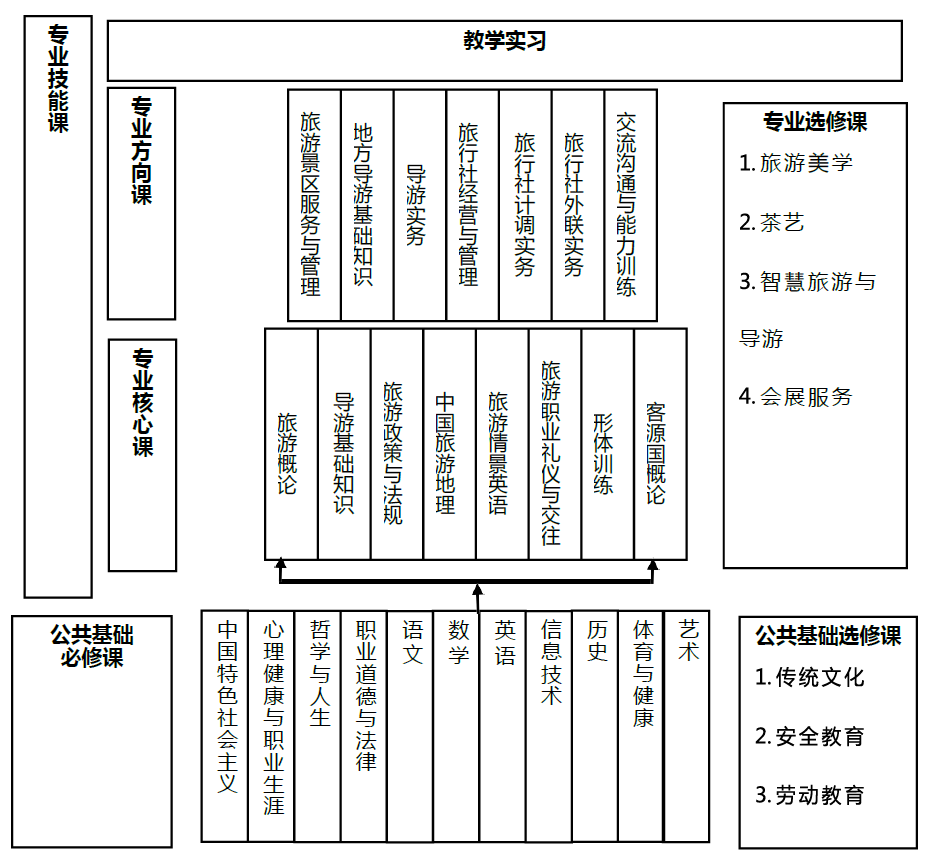 专业技能课
教学实习
专业方向课
旅游景区服务与管理
地方导游基础知识
导游实务
旅行社经营与管理
旅行社计调实务
旅行社外联实务
交流沟通与能力训练
专业选修课
1. 旅游美学
2. 茶艺
3. 智慧旅游与
导游
4. 会展服务
专业核心课
旅游概论
导游基础知识
旅游政策与法规
中国旅游地理
旅游情景英语
旅游职业礼仪与交往
形体训练
客源国概论
公共基础
必修课
中国特色社会主义
心理健康与职业生涯
哲学与人生
职业道德与法律
语文
数学
英语
信息技术
历史
体育与健康
艺术
公共基础选修课
1. 传统文化
2. 安全教育
3. 劳动教育